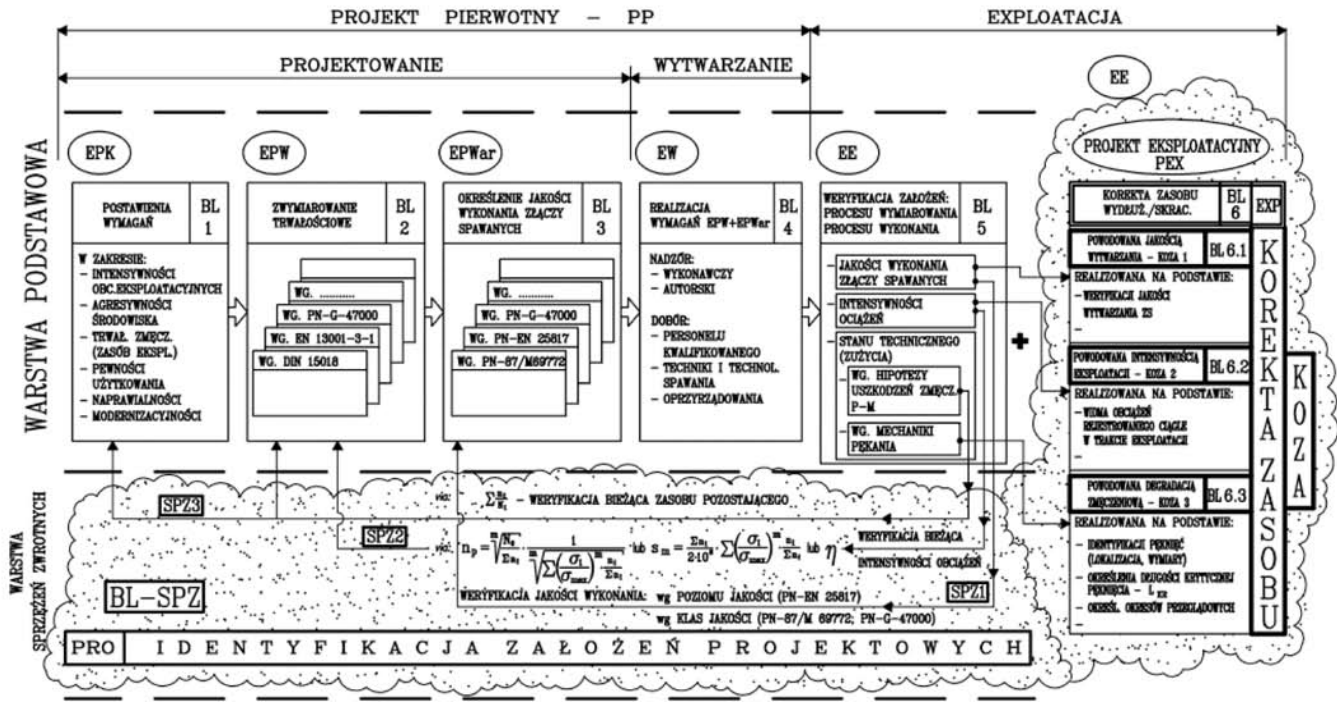 PROJEKT PIERWOTNY – PP
EXPLOATACJA
PROJEKTOWANIE
WYTWARZANIE
WARSTWA PODSTAWOWA
EPK
POSTAWIENIA
WYMAGAŃ
BL
1
W ZAKRESIE:
– INTENSYWNOŚCI
OBC.EKSPLOATACYJNYCH
– AGRESYWNOŚCI
ŚRODOWISKA
– TRWAŁ. ZMĘCZ.
(ZASÓB EKSPL.)
– PEWNOŚCI
UŻYTKOWANIA
– NAPRAWIALNOŚCI
– MODERNIZACYJNOŚCI
EPW
ZWYMIAROWANIE
TRWAŁOŚCIOWE
BL
2
WG. ...........
WG. PN-G-47000
WG. EN 13001-3-1
WG. DIN 15018
EPWar
OKREŚLENIE JAKOŚCI
WYKONANIA ZŁĄCZY
SPAWANYCH
BL
3
WG. ...........
WG. PN-G-47000
WG. PN-EN 25817
WG. PN-87/M69772
EW
REALIZACJA
WYMAGAŃ EPW+EPWar
BL
4
NADZÓR:
– WYKONAWCZY
– AUTORSKI
DOBÓR:
– PERSONELU
KWALIFIKOWANEGO
– TECHNIKI I TECHNOL.
SPAWANIA
– OPRZYRZĄDOWANIA
EE
WERYFIKACJA ZAŁOŻEŃ:
PROCESU WYMIAROWANIA
PROCESU WYKONANIA
BL
5
– JAKOŚCI WYKONANIA
ZŁĄCZY SPAWANYCH
– INTENSYWNOŚCI
OCIĄŻEŃ
– STANU TECHNICZNEGO
(ZUŻYCIA)
– WG. HIPOTEZY
USZKODZEŃ ZMĘCZ.
P-M
– WG. MECHANIKI
PĘKANIA
+
EE
PROJEKT EKSPLOATACYJNY
PEX
KOREKTA ZASOBU
WYDŁUŻ./SKRAC.
BL
6
EXP
POWODOWANA JAKOŚCIĄ
WYTWARZANIA – KOZA 1
BL 6.1
REALIZOWANA NA PODSTAWIE:
– WERYFIKACJI JAKOŚCI
WYTWARZANIA ZS
–
POWODOWANA INTENSYWNOŚCIĄ
EKSPLOATACJI – KOZA 2
BL 6.2
REALIZOWANA NA PODSTAWIE:
– WIDMA OBCIĄŻEŃ
REJESTROWANEGO CIĄGLE
W TRAKCIE EKSPLOATACJI
–
POWODOWANA DEGRADACJĄ
ZMĘCZENIOWĄ – KOZA 3
BL 6.3
REALIZOWANA NA PODSTAWIE:
– IDENTYFIKACJI PĘKNIĘĆ
(LOKALIZACJA, WYMIART)
– OKREŚLENIA DŁUGOŚCI KRYTYCZNEJ
PĘKNIĘCIA – L KR
– OKREŚL. OKRESÓW PRZEGLĄDOWYCH
–
KOREKTA ZASOBU
KOZA
WARSTWA
SPRZĘŻEŃ ZWROTNYCH
SPZ3
via: – Σ nᵢ/Nᵢ – WERYFIKACJA BIEŻĄCA ZASOBU POZOSTAJĄCEGO
SPZ2
lub η
WERYFIKACJA BIEŻĄCA
INTENSYWNOŚCI OBCIĄŻEŃ
SPZ1
WERYFIKACJA JAKOŚCI WYKONANIA: wg POZIOMU JAKOŚCI (PN-EN 25817)
wg KLAS JAKOŚCI (PN-87/M 69772; PN-G-47000)
BL-SPZ
PRO IDENTYFIKACJA ZAŁOŻEŃ PROJEKTOWYCH